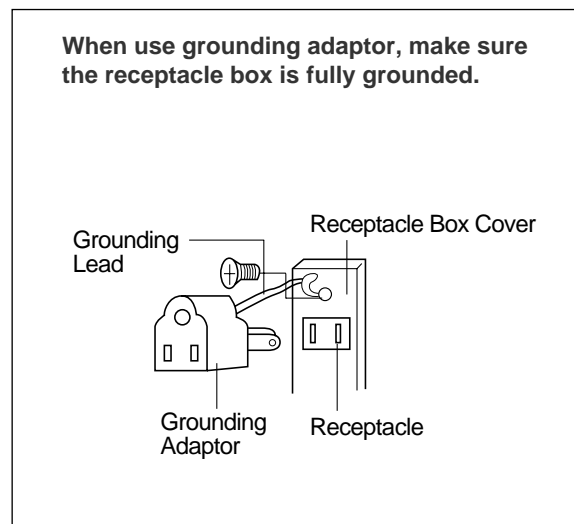 When use grounding adaptor, make sure
the receptacle box is fully grounded.
Receptacle Box Cover
Grounding
Lead
Grounding
Adaptor
Receptacle